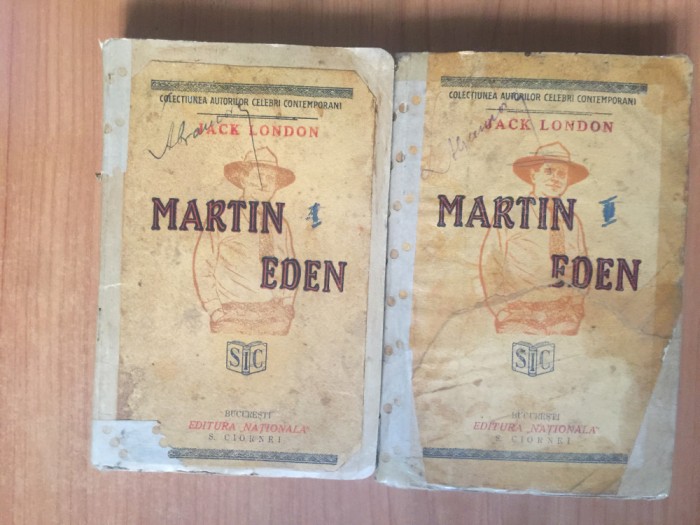 COLECTIUNEA AUTORILOR CELEBRI CONTEMPORANI
JACK LONDON
MARTIN I
EDEN
SIC
BUCUREȘTI
EDITURA „NAȚIONALA"
S. CIORNEI
COLECTIUNEA AUTORILOR CELEBRI CONTEMPORANI
JACK LONDON
MARTIN II
EDEN
SIC
BUCUREȘTI
EDITURA „NAȚIONALA"
S. CIORNEI